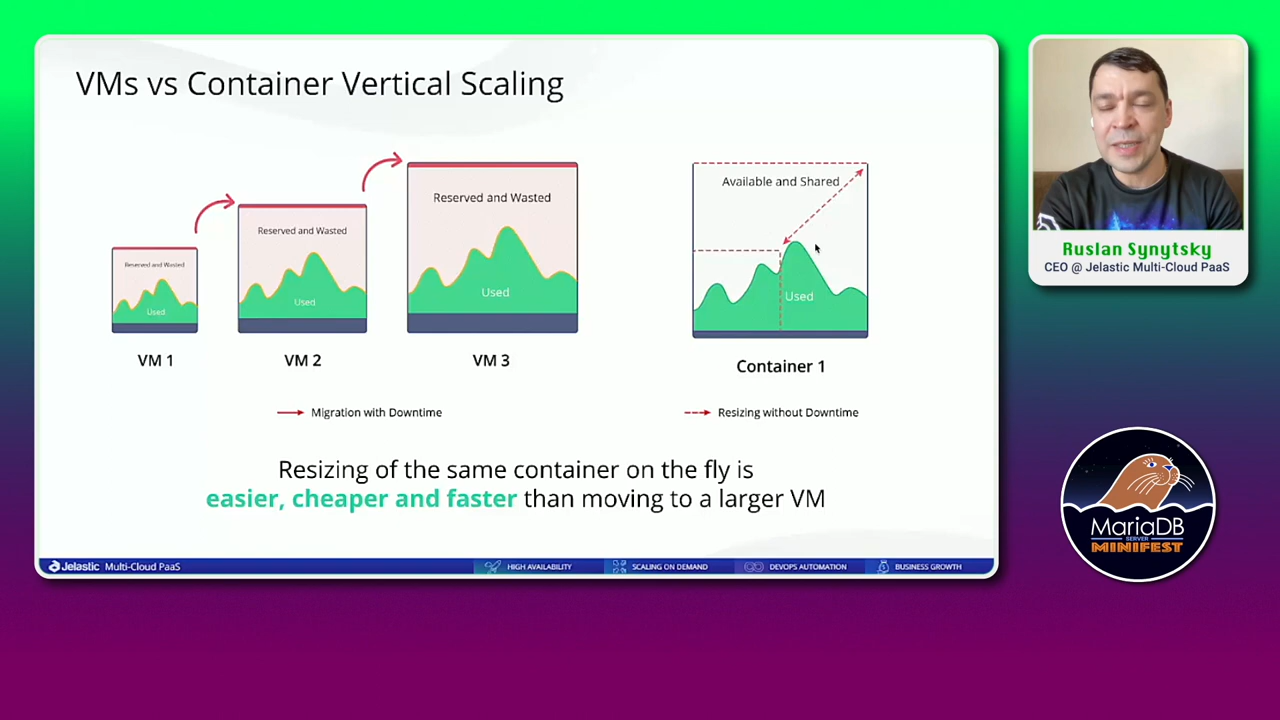 VMs vs Container Vertical Scaling
Reserved and Wasted
Used
VM 1
Reserved and Wasted
Used
VM 2
Reserved and Wasted
Used
VM 3
Migration with Downtime
Available and Shared
Used
Container 1
Resizing without Downtime
Resizing of the same container on the fly is
easier, cheaper and faster than moving to a larger VM
Jelastic Multi-Cloud PaaS
HIGH AVAILABILITY
SCALING ON DEMAND
DEVOPS AUTOMATION
BUSINESS GROWTH
Ruslan Synytsky
CEO @ Jelastic Multi-Cloud PaaS
MariaDB
SERVER
MINIFEST